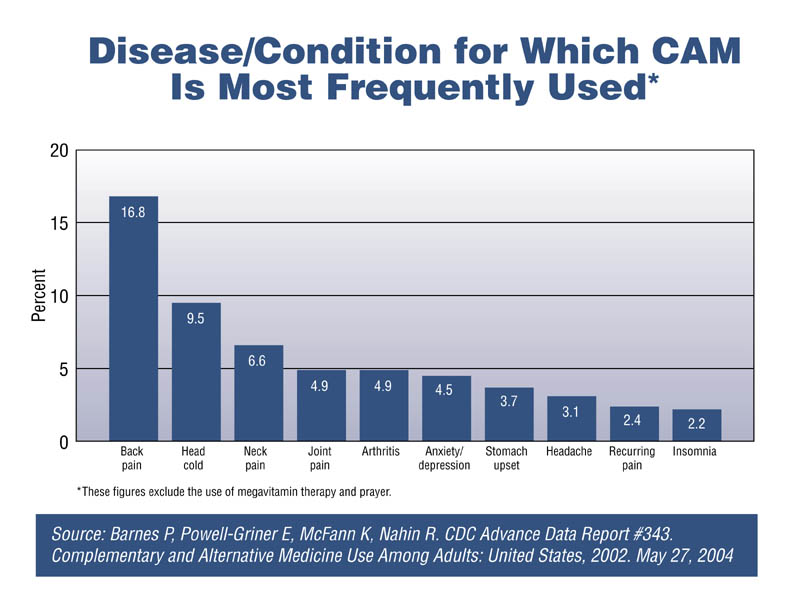 Disease/Condition for Which CAM
Is Most Frequently Used*
20
15
10
5
0
Percent
16.8
9.5
6.6
4.9
4.9
4.5
3.7
3.1
2.4
2.2
Back
pain
Head
cold
Neck
pain
Joint
pain
Arthritis
Anxiety/
depression
Stomach
upset
Headache
Recurring
pain
Insomnia
*These figures exclude the use of megavitamin therapy and prayer.
Source: Barnes P, Powell-Griner E, McFann K, Nahin R. CDC Advance Data Report #343.
Complementary and Alternative Medicine Use Among Adults: United States, 2002. May 27, 2004